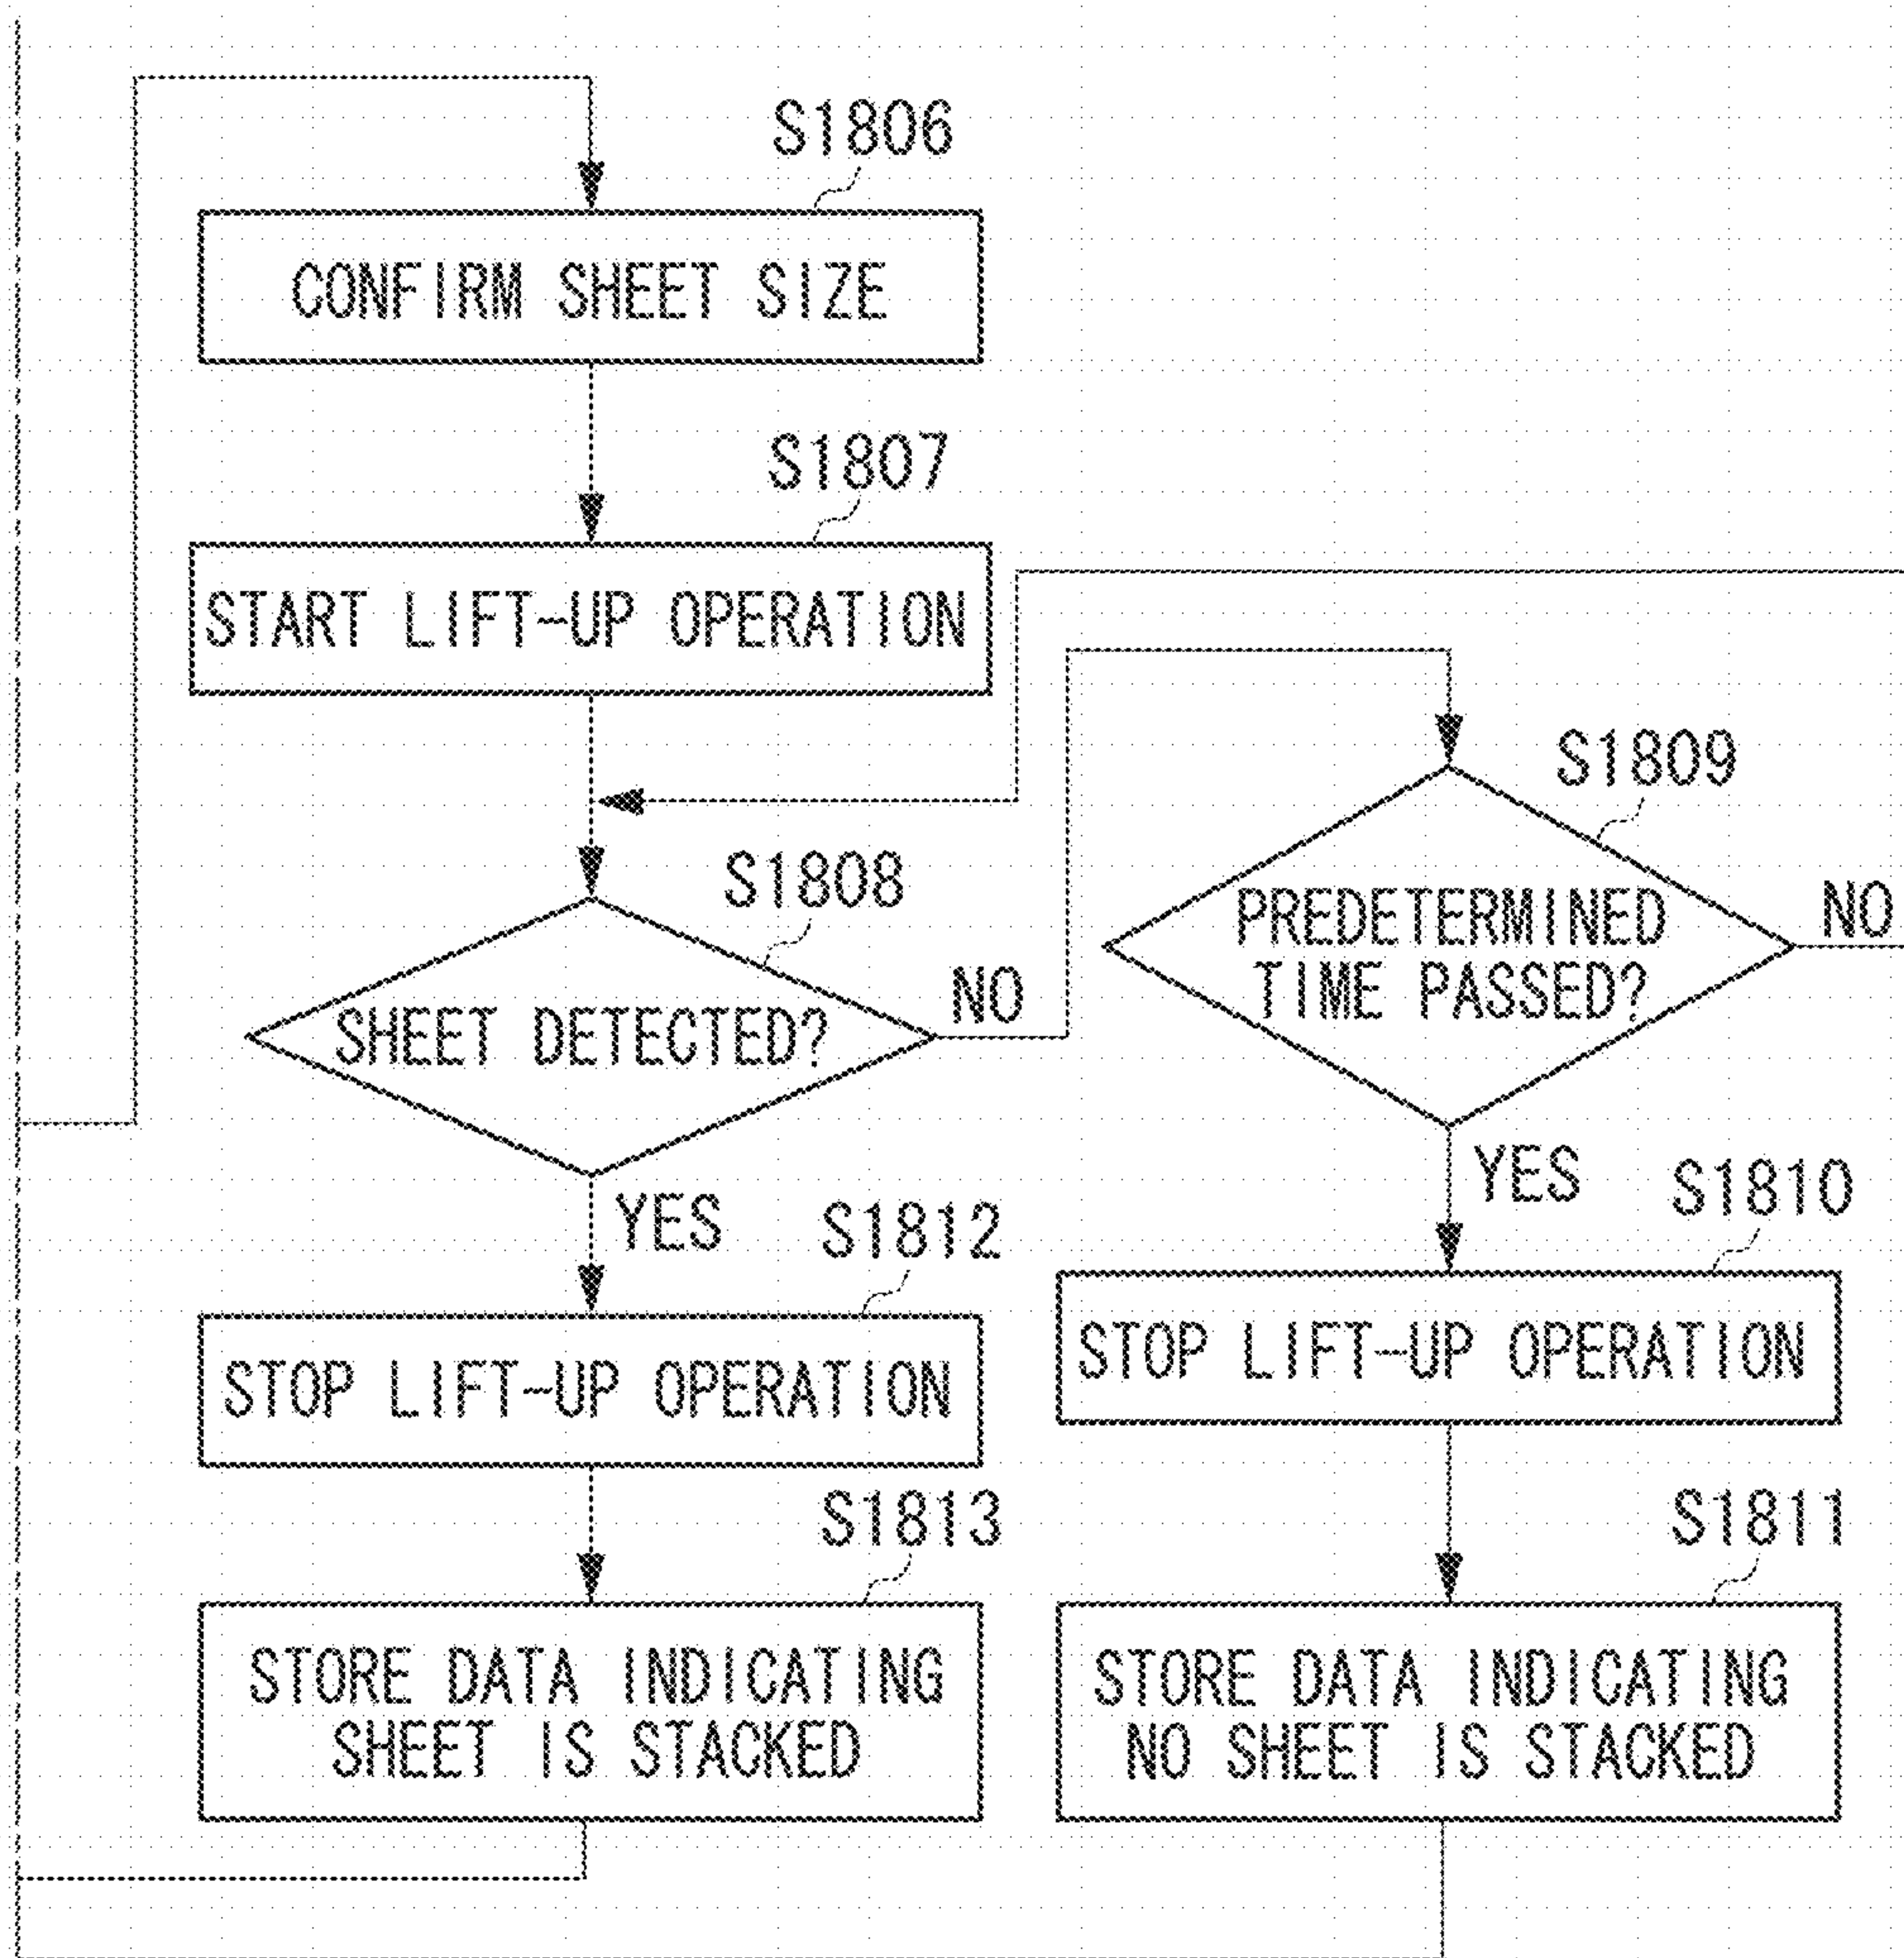 S1806
CONFIRM SHEET SIZE
S1807
START LIFT-UP OPERATION
S1808
SHEET DETECTED?
NO
YES
S1809
PREDETERMINED
TIME PASSED?
NO
YES
S1812
STOP LIFT-UP OPERATION
S1810
STOP LIFT-UP OPERATION
S1813
STORE DATA INDICATING
SHEET IS STACKED
S1811
STORE DATA INDICATING
NO SHEET IS STACKED